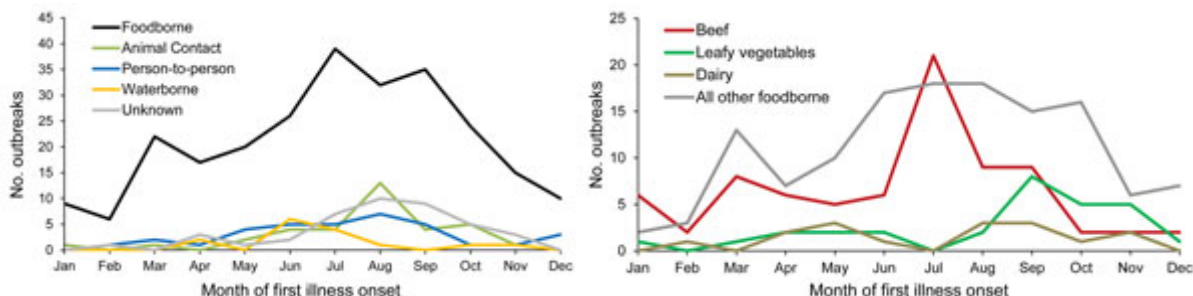 45
40
35
30
25
20
15
10
5
0
No. outbreaks
Foodborne
Animal Contact
Person-to-person
Waterborne
Unknown
Jan Feb Mar Apr May Jun Jul Aug Sep Oct Nov Dec
Month of first illness onset
25
20
15
10
5
0
No. outbreaks
Beef
Leafy vegetables
Dairy
All other foodborne
Jan Feb Mar Apr May Jun Jul Aug Sep Oct Nov Dec
Month of first illness onset